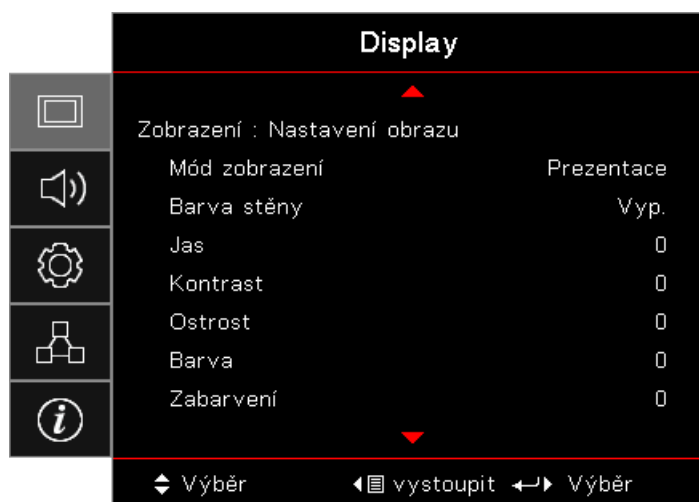 Display
Zobrazení : Nastavení obrazu
Mód zobrazení Prezentace
Barva stěny Vyp.
Jas 0
Kontrast 0
Ostrost 0
Barva 0
Zabarvení 0
Výběr vystoupit Výběr